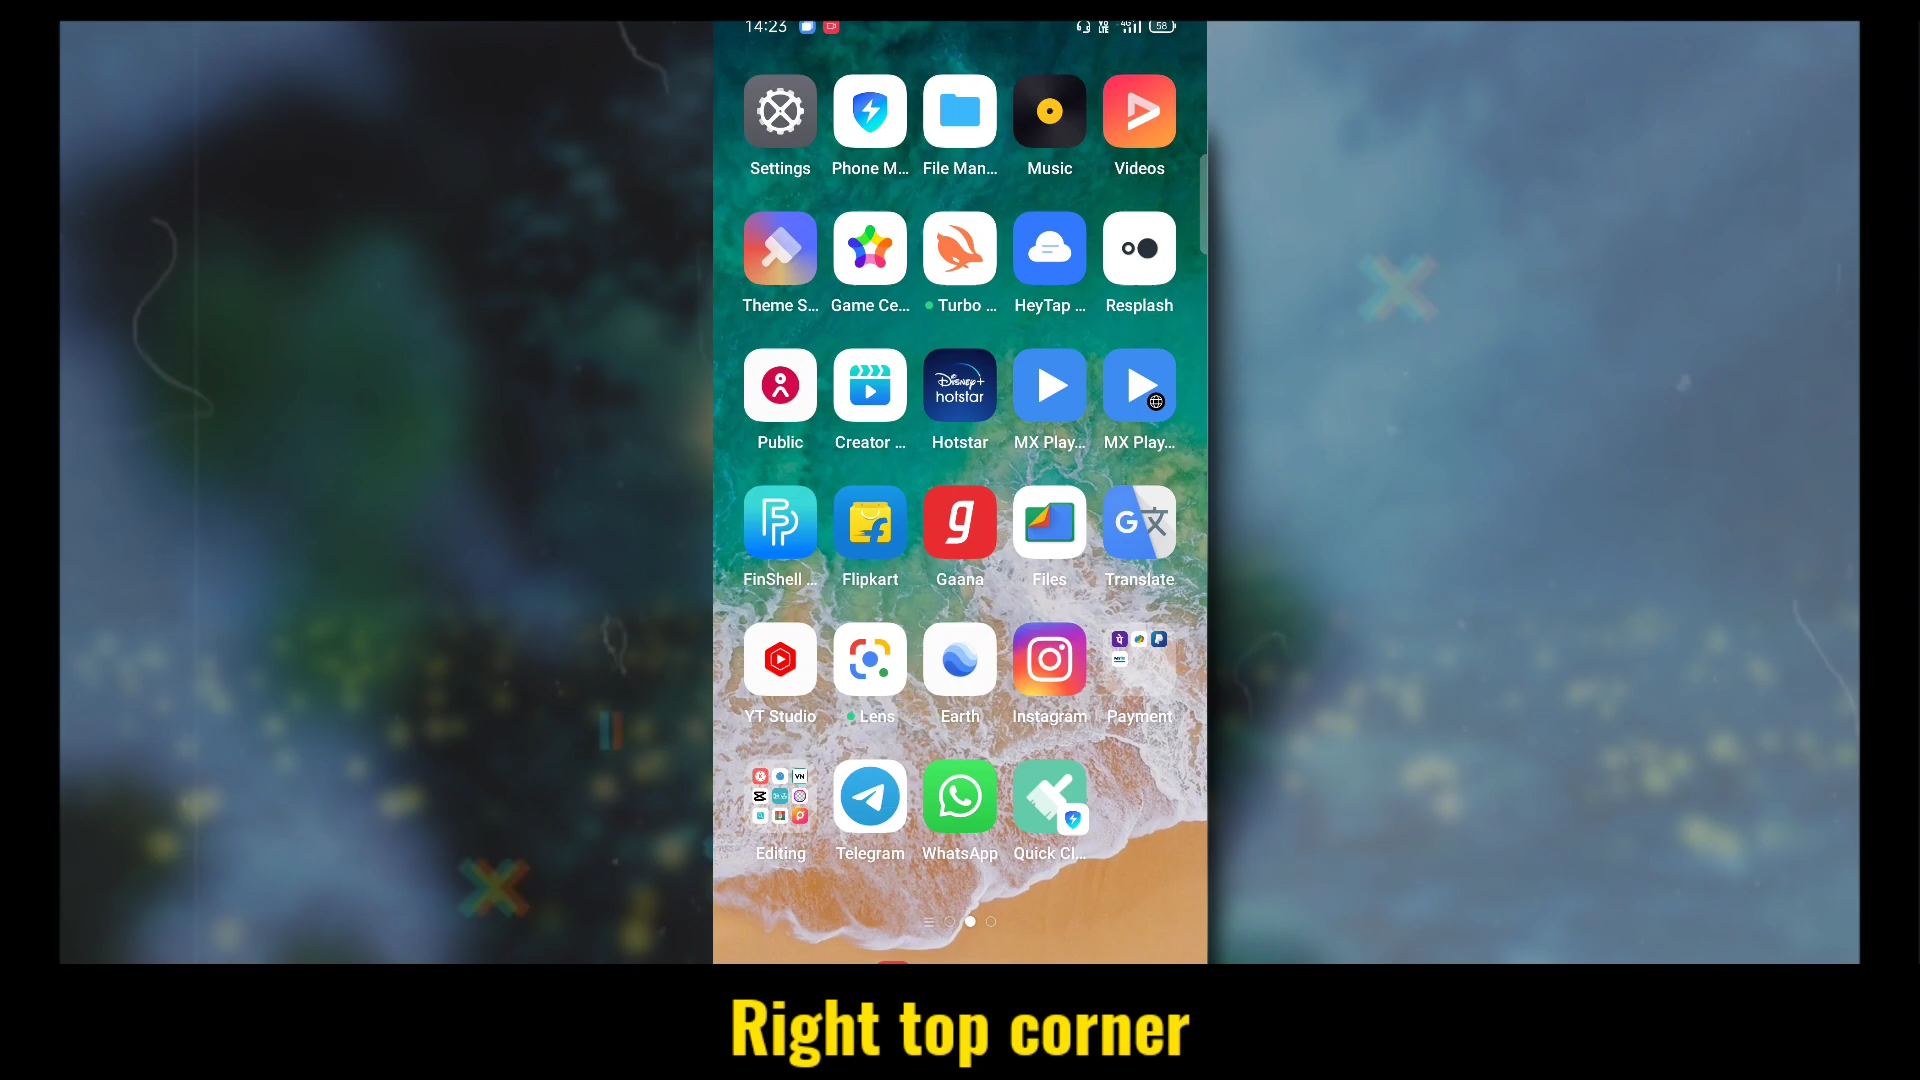 14:23 58
Settings Phone M... File Man... Music Videos
Theme S... Game Ce... Turbo ... HeyTap ... Resplash
Disney+
hotstar
Public Creator ... Hotstar MX Play... MX Play...
FinShell ... Flipkart Gaana Files Translate
YT Studio Lens Earth Instagram Payment
VN
Editing Telegram WhatsApp Quick Cl...
Right top corner